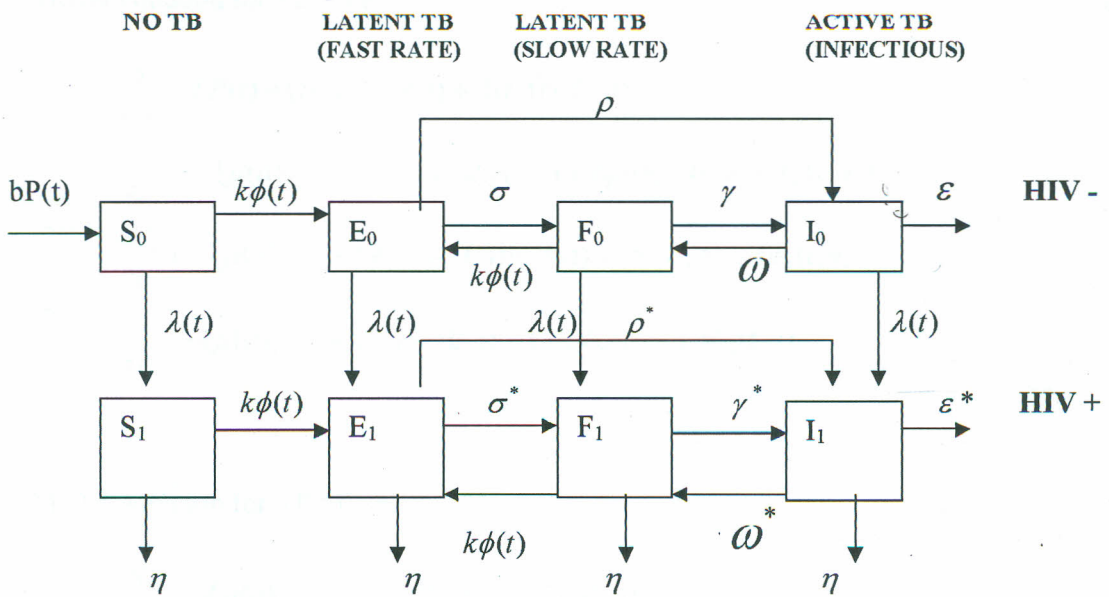 NO TB LATENT TB LATENT TB ACTIVE TB
(FAST RATE) (SLOW RATE) (INFECTIOUS)
ρ
bP(t) kϕ(t) σ γ ε HIV -
S₀ E₀ F₀ I₀
kϕ(t) ω
λ(t) λ(t) λ(t) ρ* λ(t)
kϕ(t) σ* γ* ε* HIV +
S₁ E₁ F₁ I₁
kϕ(t) ω*
η η η η